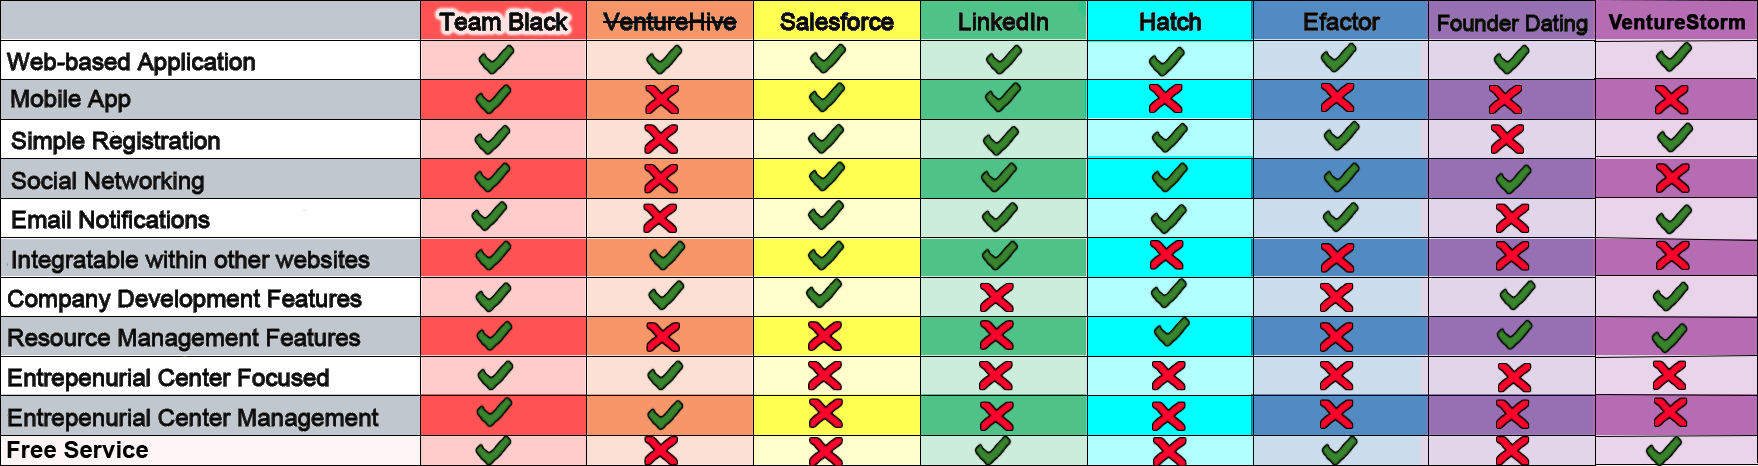 Team Black VentureHive Salesforce LinkedIn Hatch Efactor Founder Dating VentureStorm
Web-based Application
Mobile App
Simple Registration
Social Networking
Email Notifications
Integratable within other websites
Company Development Features
Resource Management Features
Entrepenurial Center Focused
Entrepenurial Center Management
Free Service